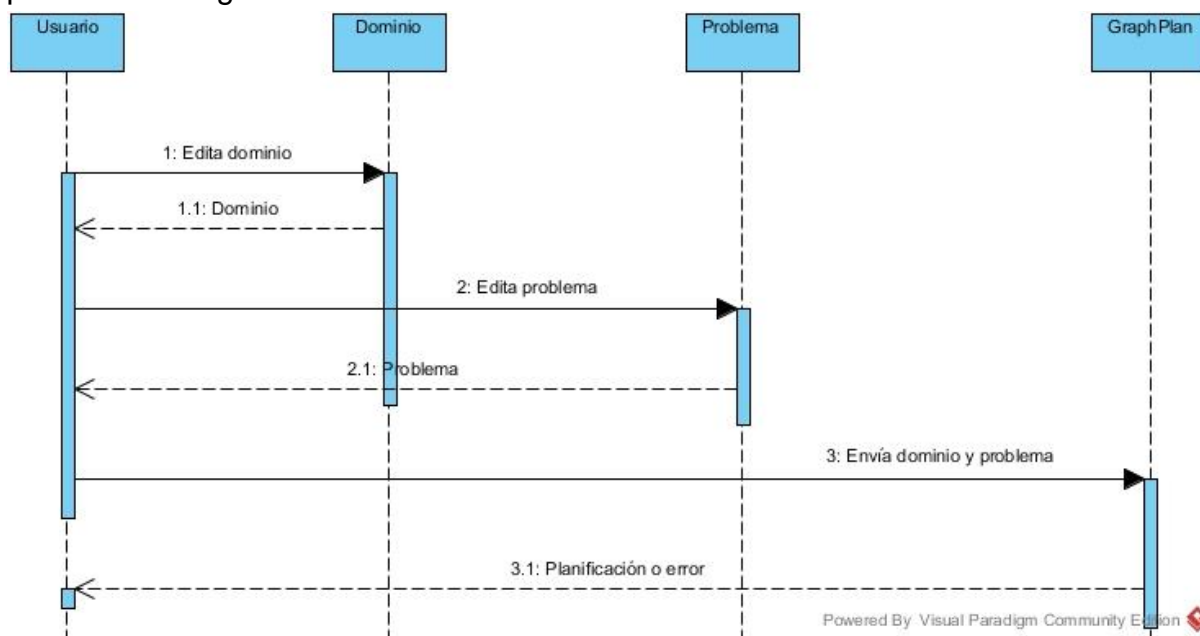 Usuario
Dominio
Problema
GraphPlan
1: Edita dominio
1.1: Dominio
2: Edita problema
2.1: Problema
3: Envía dominio y problema
3.1: Planificación o error
Powered By Visual Paradigm Community Edition